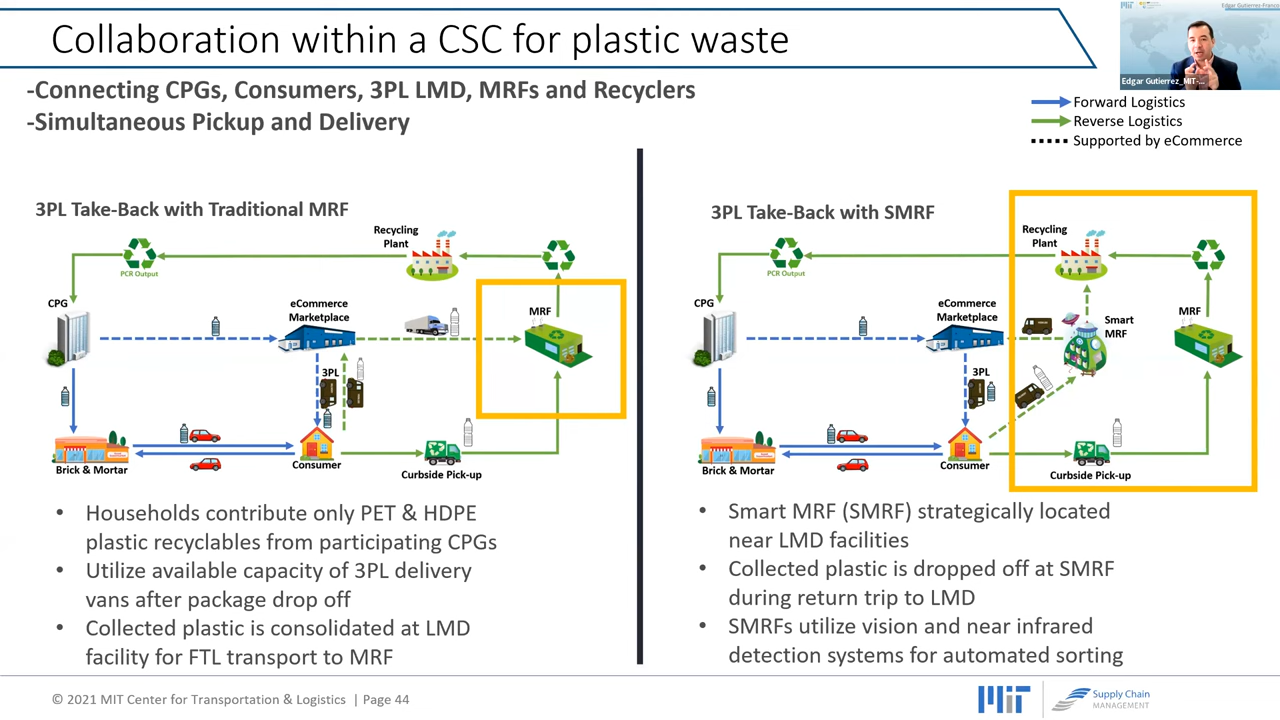 Collaboration within a CSC for plastic waste
Edgar Gutierrez-Franco
Edgar Gutierrez_MIT-...
-Connecting CPGs, Consumers, 3PL LMD, MRFs and Recyclers
-Simultaneous Pickup and Delivery
Forward Logistics
Reverse Logistics
Supported by eCommerce
3PL Take-Back with Traditional MRF
Recycling
Plant
PCR Output
CPG
eCommerce
Marketplace
MRF
3PL
Brick & Mortar
Consumer
Curbside Pick-up
• Households contribute only PET & HDPE
plastic recyclables from participating CPGs
• Utilize available capacity of 3PL delivery
vans after package drop off
• Collected plastic is consolidated at LMD
facility for FTL transport to MRF
3PL Take-Back with SMRF
Recycling
Plant
PCR Output
CPG
eCommerce
Marketplace
Smart
MRF
MRF
3PL
Brick & Mortar
Consumer
Curbside Pick-up
• Smart MRF (SMRF) strategically located
near LMD facilities
• Collected plastic is dropped off at SMRF
during return trip to LMD
• SMRFs utilize vision and near infrared
detection systems for automated sorting
© 2021 MIT Center for Transportation & Logistics | Page 44
MIT
Supply Chain
MANAGEMENT